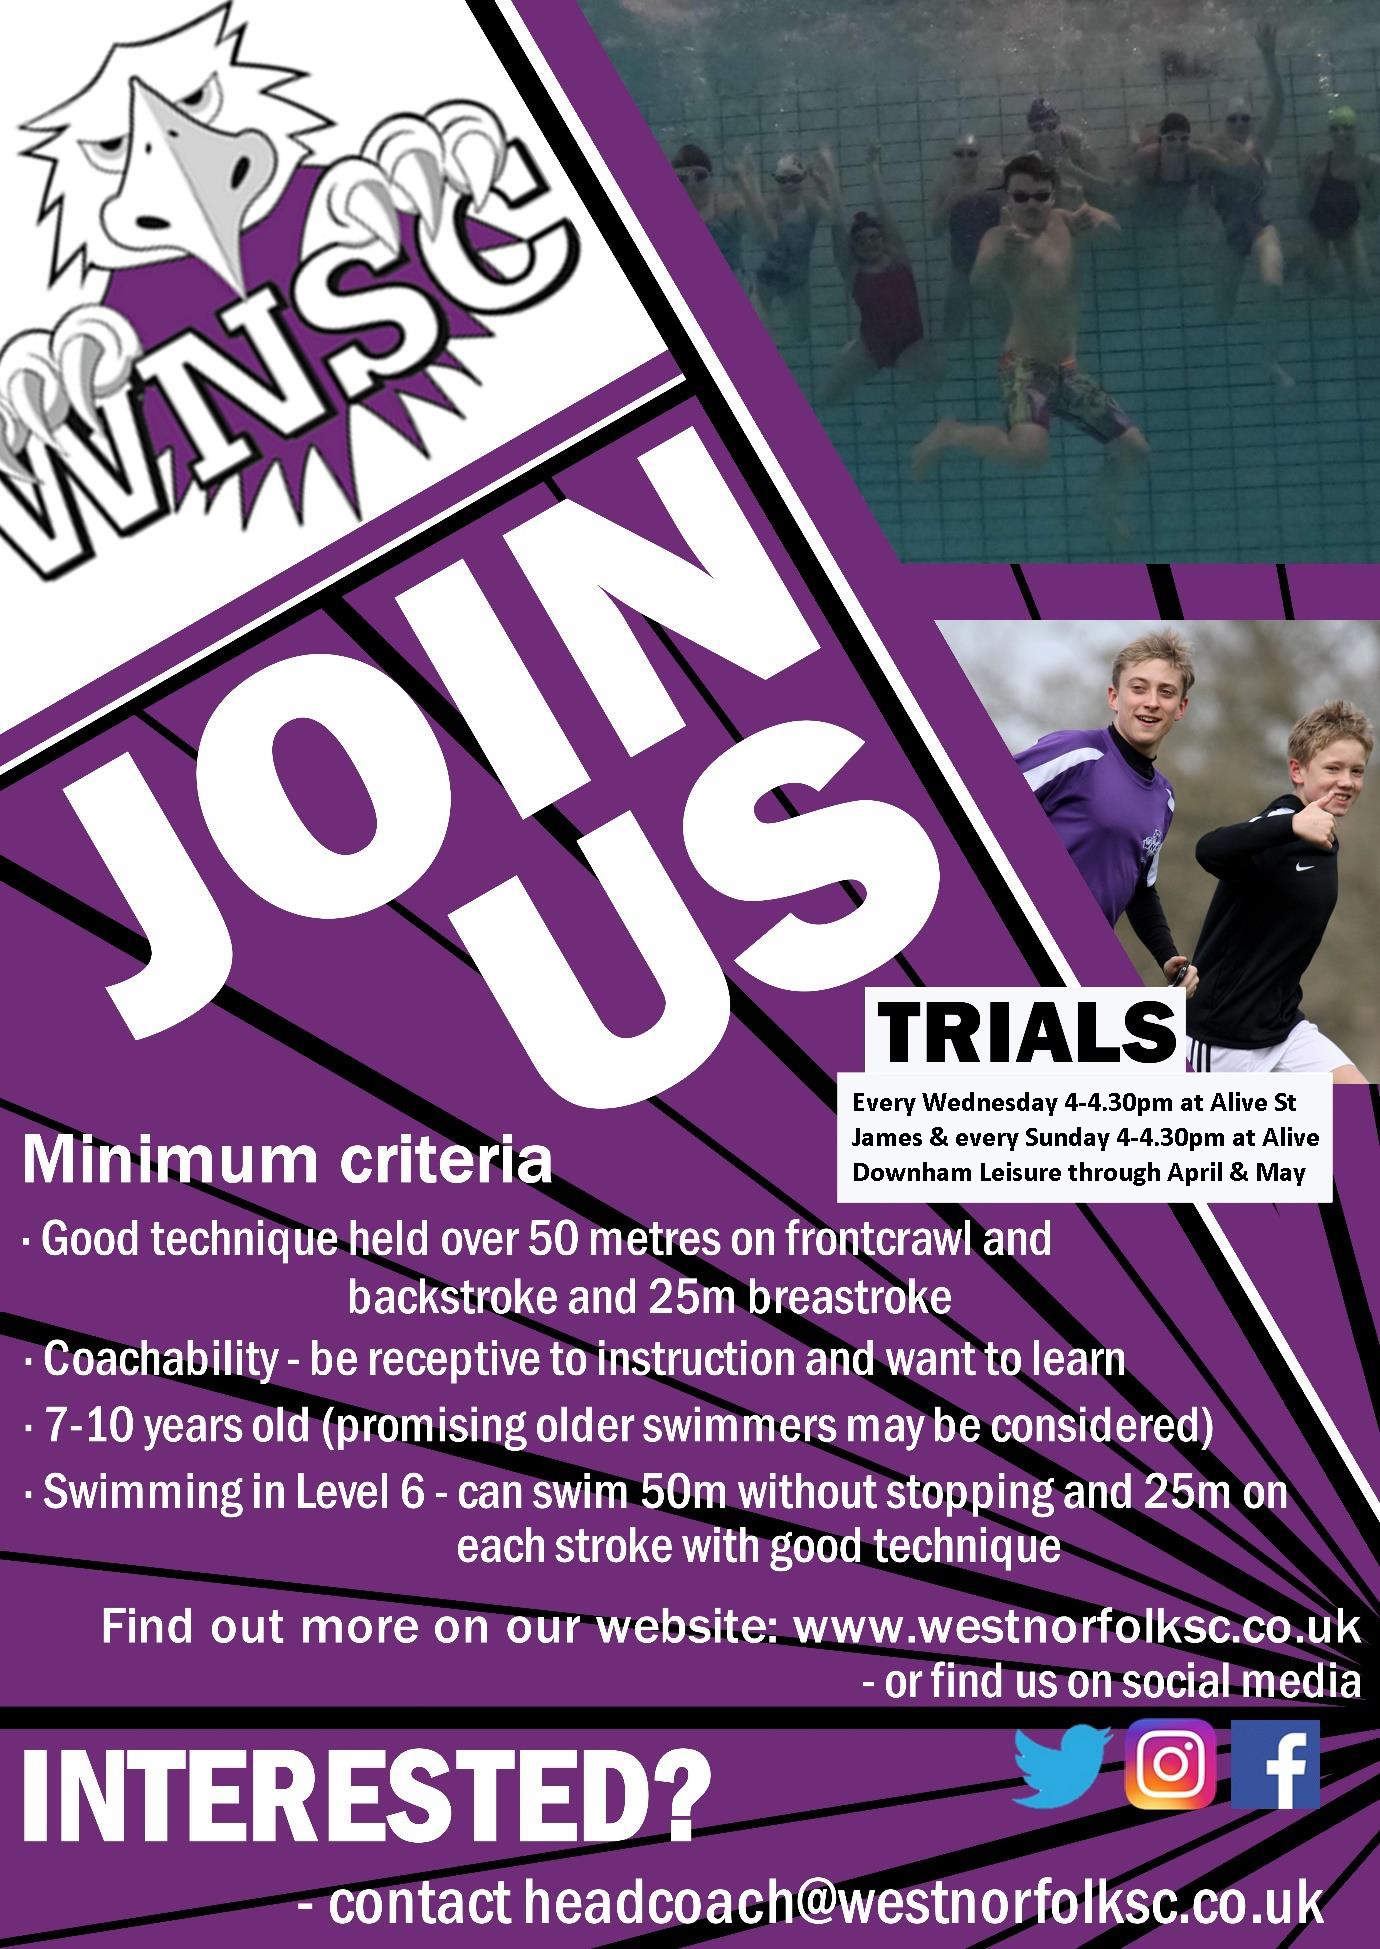 WNSC
JOIN
US
TRIALS
Every Wednesday 4-4.30pm at Alive St
James & every Sunday 4-4.30pm at Alive
Downham Leisure through April & May
Minimum criteria
· Good technique held over 50 metres on frontcrawl and
backstroke and 25m breastroke
· Coachability - be receptive to instruction and want to learn
· 7-10 years old (promising older swimmers may be considered)
· Swimming in Level 6 - can swim 50m without stopping and 25m on
each stroke with good technique
Find out more on our website: www.westnorfolksc.co.uk
- or find us on social media
INTERESTED?
- contact headcoach@westnorfolksc.co.uk